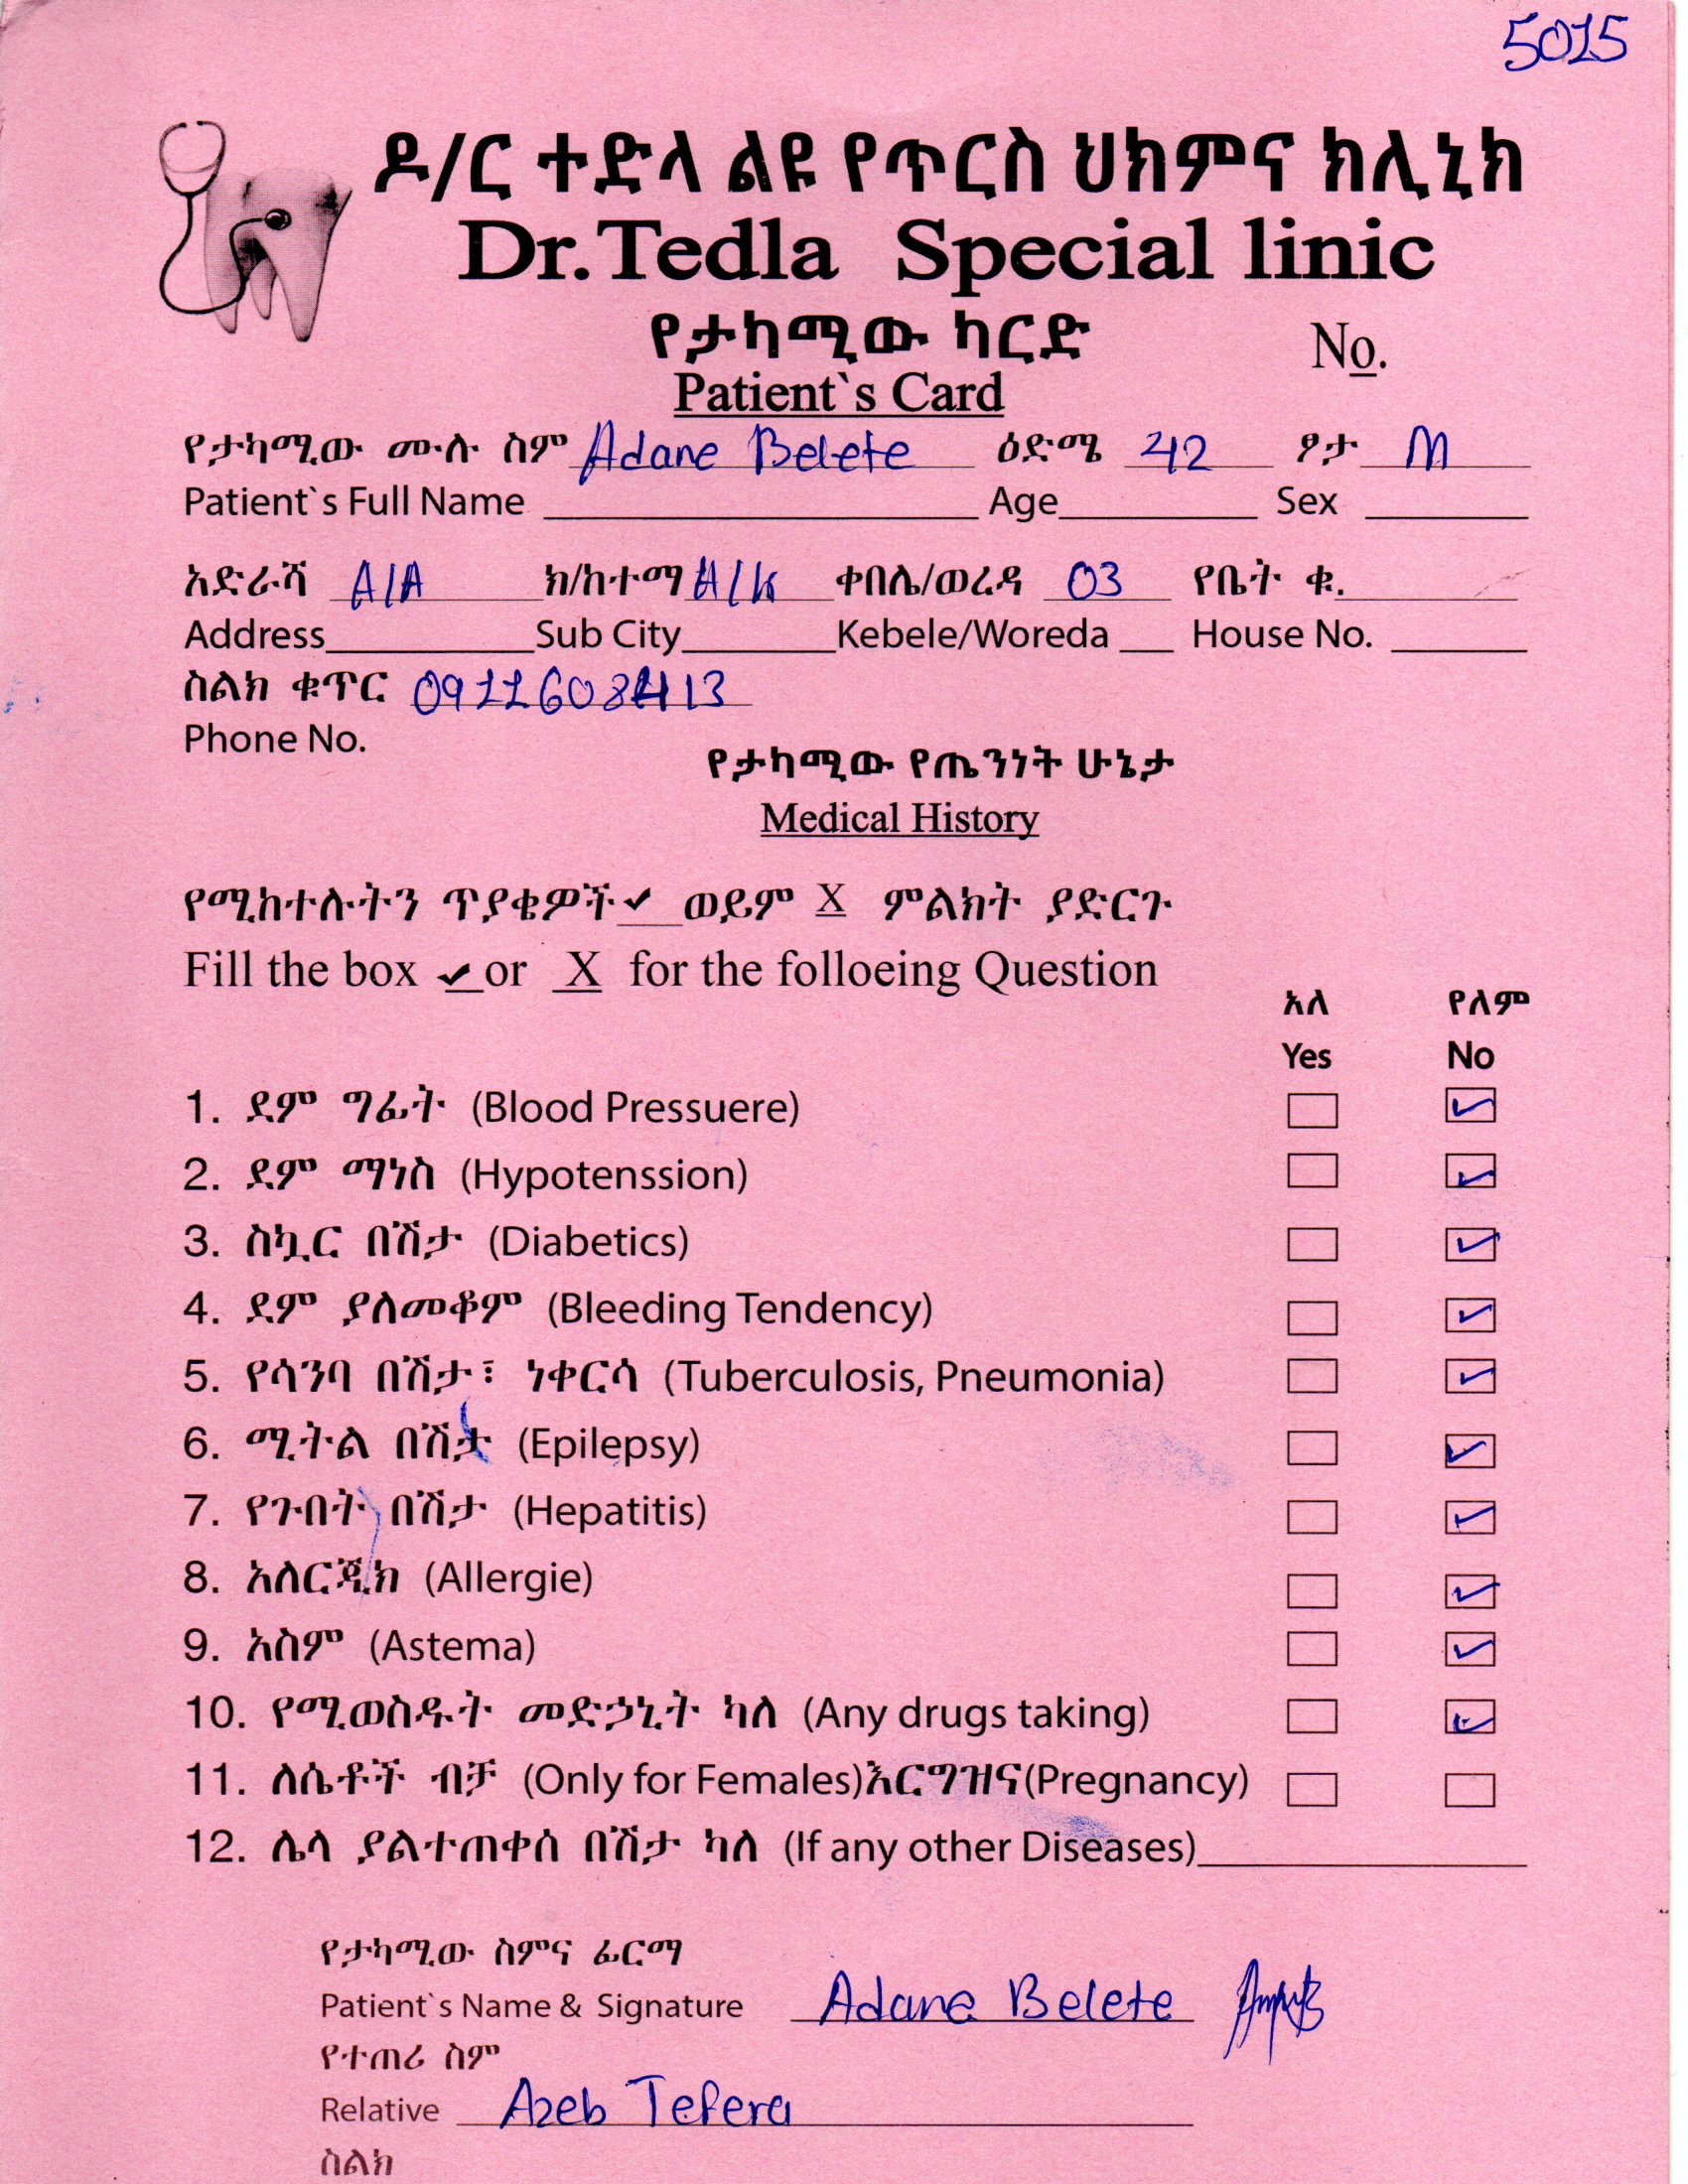 5015
ዶ/ር ተድላ ልዩ የጥርስ ህክምና ክሊኒክ
Dr.Tedla Special linic
የታካሚው ካርድ
No.
Patient`s Card
የታካሚው ሙሉ ስም Adane Belete ዕድሜ 42 ፆታ M
Patient`s Full Name Age Sex
አድራሻ A/A ክ/ከተማ A/k ቀበሌ/ወረዳ 03 የቤት ቁ.
Address Sub City Kebele/Woreda House No.
ስልክ ቁጥር
Phone No.
የታካሚው የጤንነት ሁኔታ
Medical History
የሚከተሉትን ጥያቄዎች ✔ ወይም X ምልክት ያድርጉ
Fill the box ✔ or X for the folloeing Question
አለ የለም
Yes No
1. ደም ግፊት (Blood Pressuere) ✓
2. ደም ማነስ (Hypotenssion) ✓
3. ስኳር በሽታ (Diabetics) ✓
4. ደም ያለመቆም (Bleeding Tendency) ✓
5. የሳንባ በሽታ፣ ነቀርሳ (Tuberculosis, Pneumonia) ✓
6. ሚትል በሽታ (Epilepsy) ✓
7. የጉበት በሽታ (Hepatitis) ✓
8. አለርጂክ (Allergie) ✓
9. አስም (Astema) ✓
10. የሚወስዱት መድኃኒት ካለ (Any drugs taking) ✓
11. ለሴቶች ብቻ (Only for Females)እርግዝና(Pregnancy)
12. ሌላ ያልተጠቀሰ በሽታ ካለ (If any other Diseases)
የታካሚው ስምና ፊርማ
Patient`s Name & Signature Adane Belete
የተጠሪ ስም
Relative Azeb Tefera
ስልክ